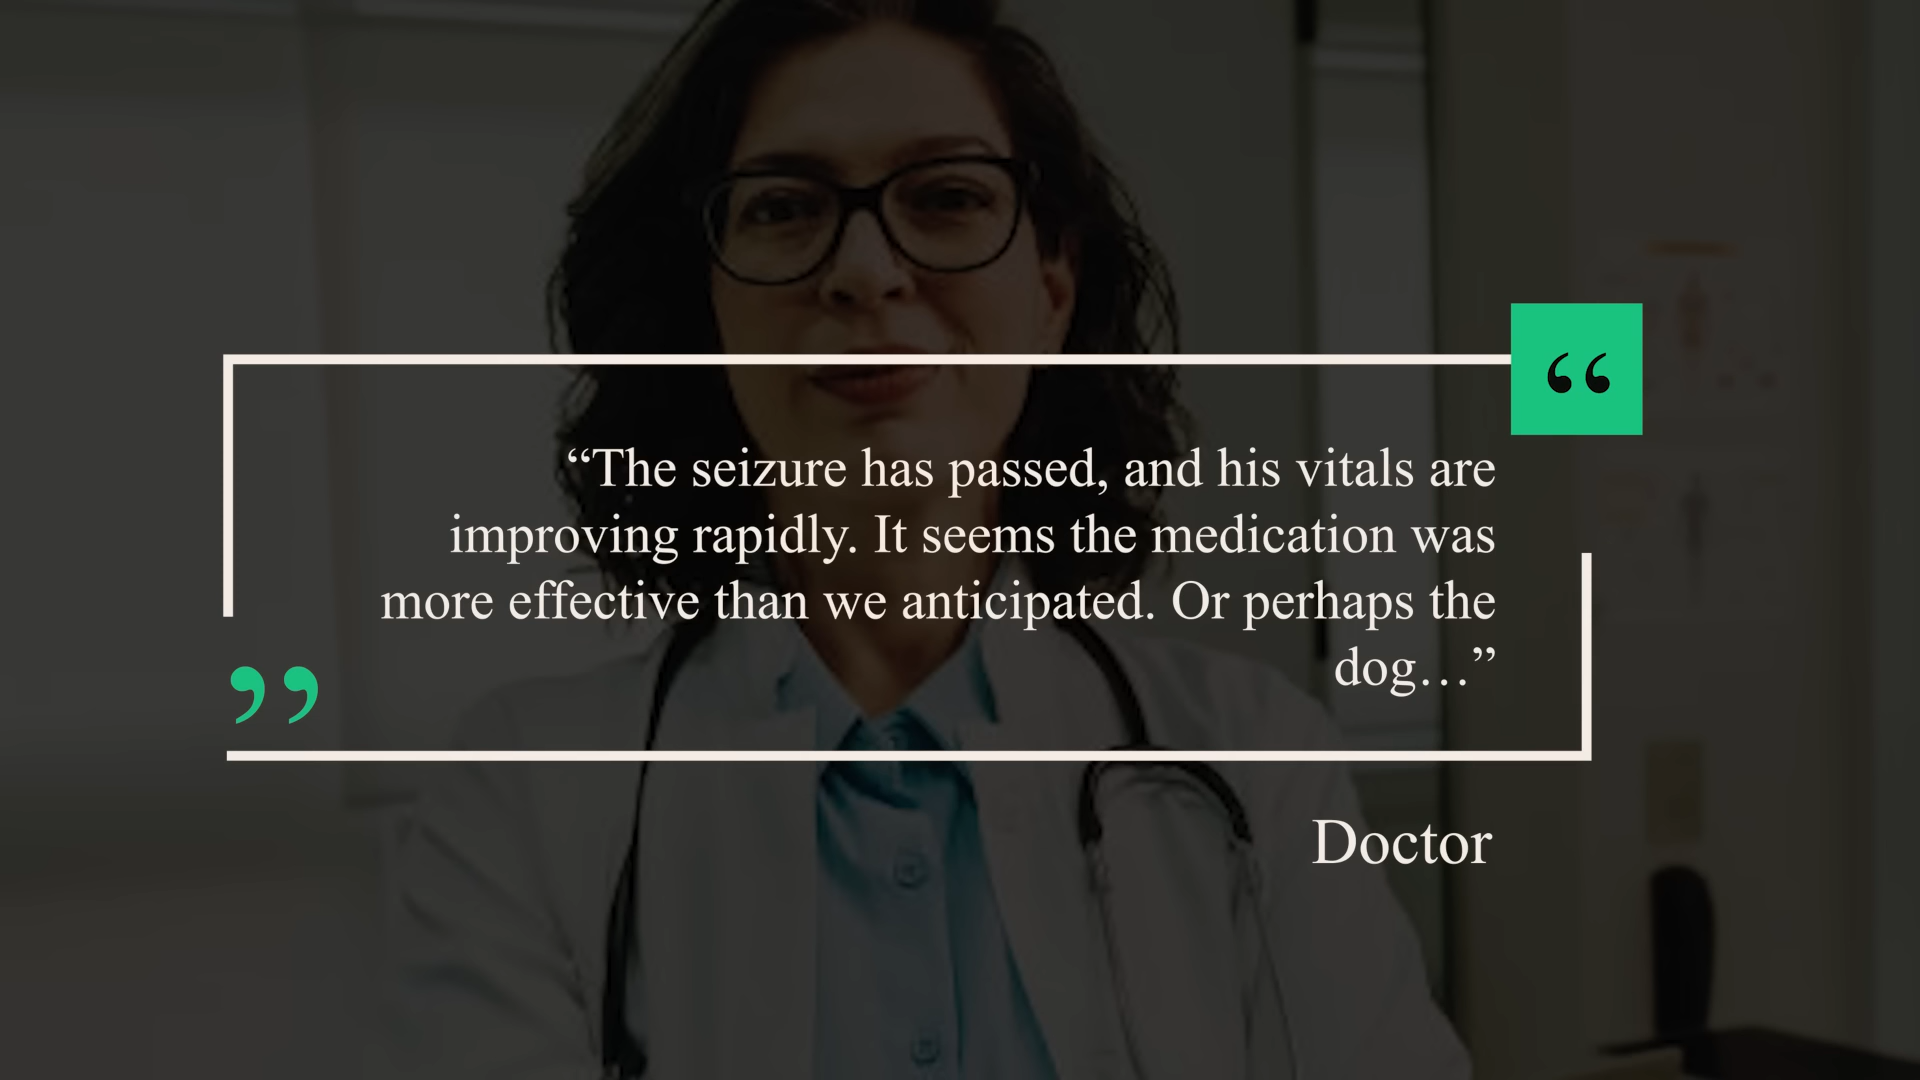 “
“The seizure has passed, and his vitals are
improving rapidly. It seems the medication was
more effective than we anticipated. Or perhaps the
dog…”
”
Doctor